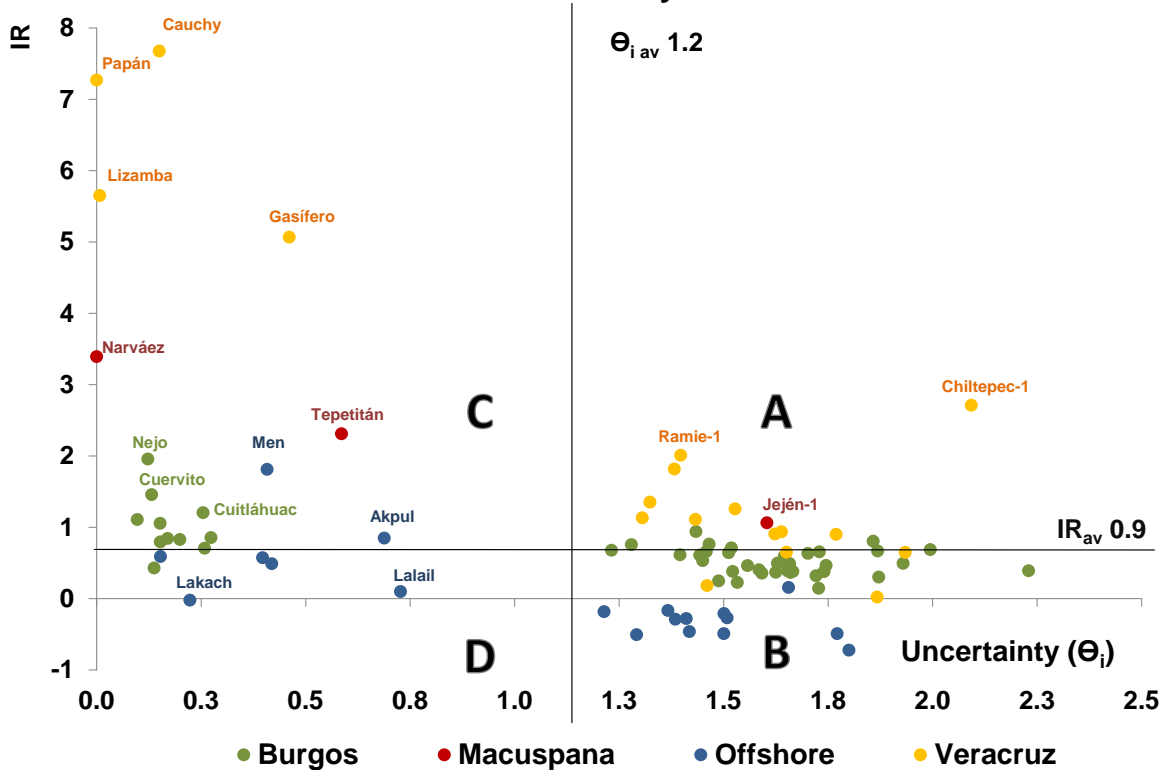 y
IR
8
7
6
5
4
3
2
1
0
-1
Cauchy
Papán
Lizamba
Gasífero
Narváez
Tepetitán
Nejo
Men
Cuervito
Cuitláhuac
Akpul
Lakach
Lalail
C
D
ϴi av 1.2
A
Chiltepec-1
Ramie-1
Jején-1
IRav 0.9
B
Uncertainty (ϴi)
0.0 0.3 0.5 0.8 1.0 1.3 1.5 1.8 2.0 2.3 2.5
Burgos Macuspana Offshore Veracruz